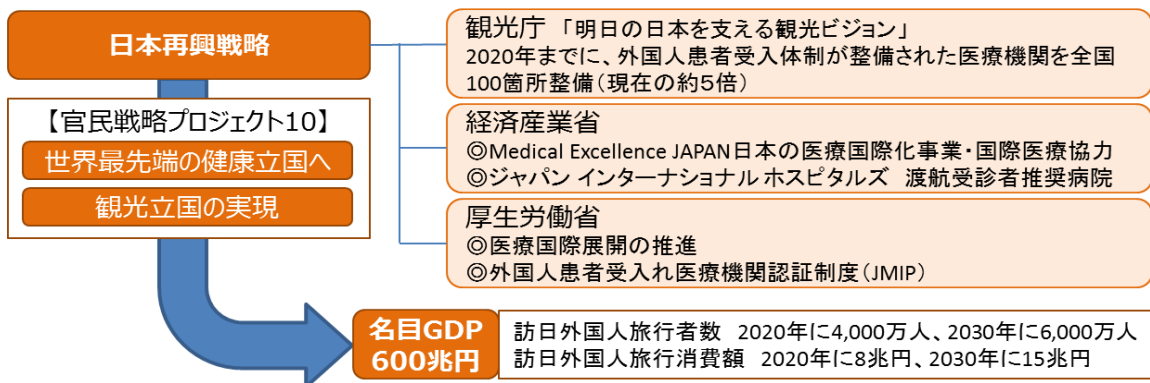 日本再興戦略
【官民戦略プロジェクト10】
世界最先端の健康立国へ
観光立国の実現
観光庁 「明日の日本を支える観光ビジョン」
2020年までに、外国人患者受入体制が整備された医療機関を全国
100箇所整備(現在の約5倍)
経済産業省
◎Medical Excellence JAPAN日本の医療国際化事業・国際医療協力
◎ジャパン インターナショナル ホスピタルズ 渡航受診者推奨病院
厚生労働省
◎医療国際展開の推進
◎外国人患者受入れ医療機関認証制度(JMIP)
名目GDP
600兆円
訪日外国人旅行者数 2020年に4,000万人、2030年に6,000万人
訪日外国人旅行消費額 2020年に8兆円、2030年に15兆円